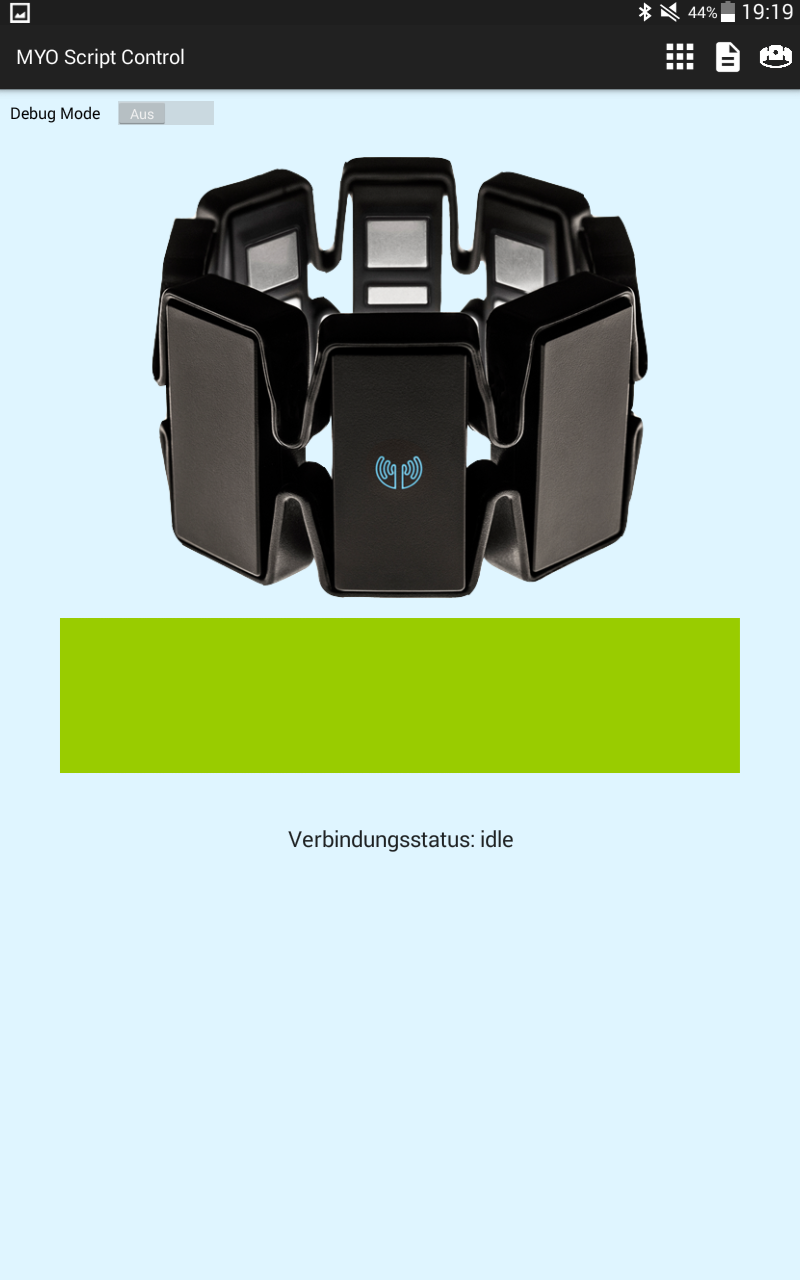 44% 19:19
MYO Script Control
Debug Mode Aus
Verbindungsstatus: idle